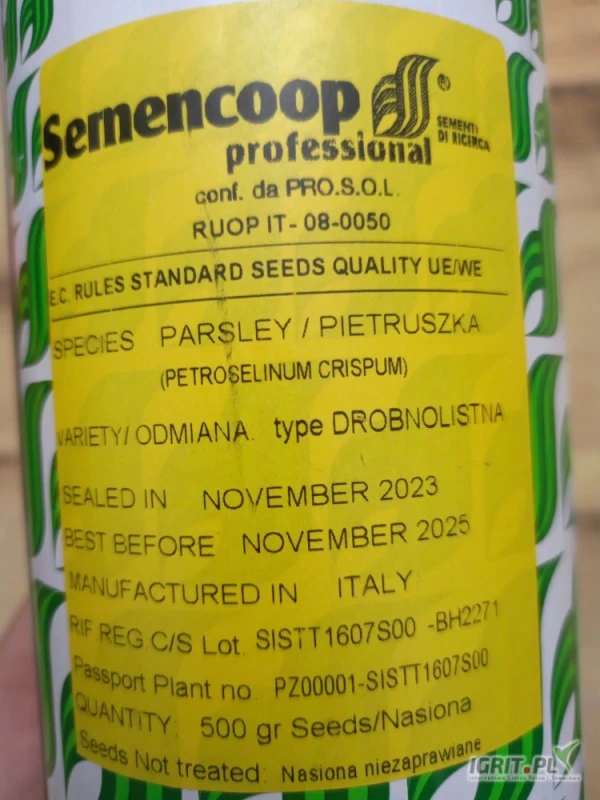 Semencoop
professional
®
SEMENTI
DI RICERCA
conf. da PRO.S.O.L.
RUOP IT- 08-0050
E.C. RULES STANDARD SEEDS QUALITY UE/WE
SPECIES PARSLEY / PIETRUSZKA
(PETROSELINUM CRISPUM)
VARIETY/ ODMIANA. type DROBNOLISTNA
SEALED IN NOVEMBER 2023
BEST BEFORE NOVEMBER 2025
MANUFACTURED IN ITALY
RIF REG.C/S Lot. SISTT1607S00 -BH2271
Passport Plant no. PZ00001-SISTT1607S00
QUANTITY: 500 gr Seeds/Nasiona
Seeds Not treated: Nasiona niezaprawiane
IGRIT.PL